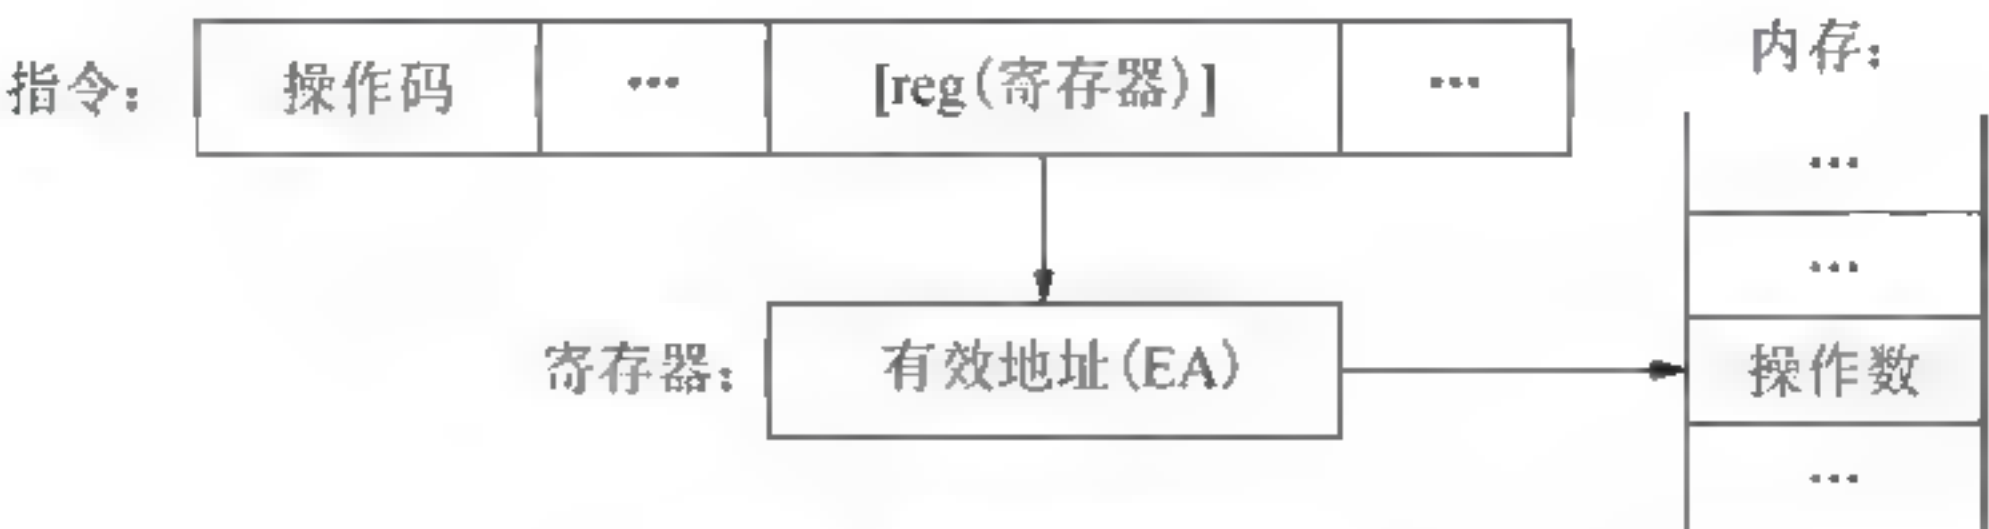 内存:
指令: 操作码 … [reg(寄存器)] …
…
…
寄存器: 有效地址(EA) 操作数
…